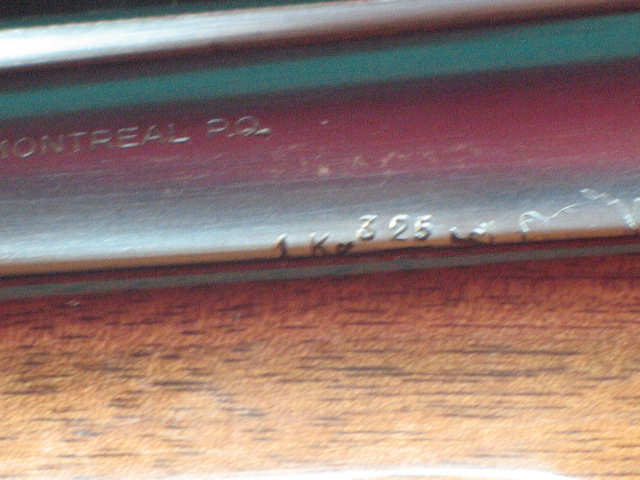 MONTREAL P.Q.
1 Kg 325